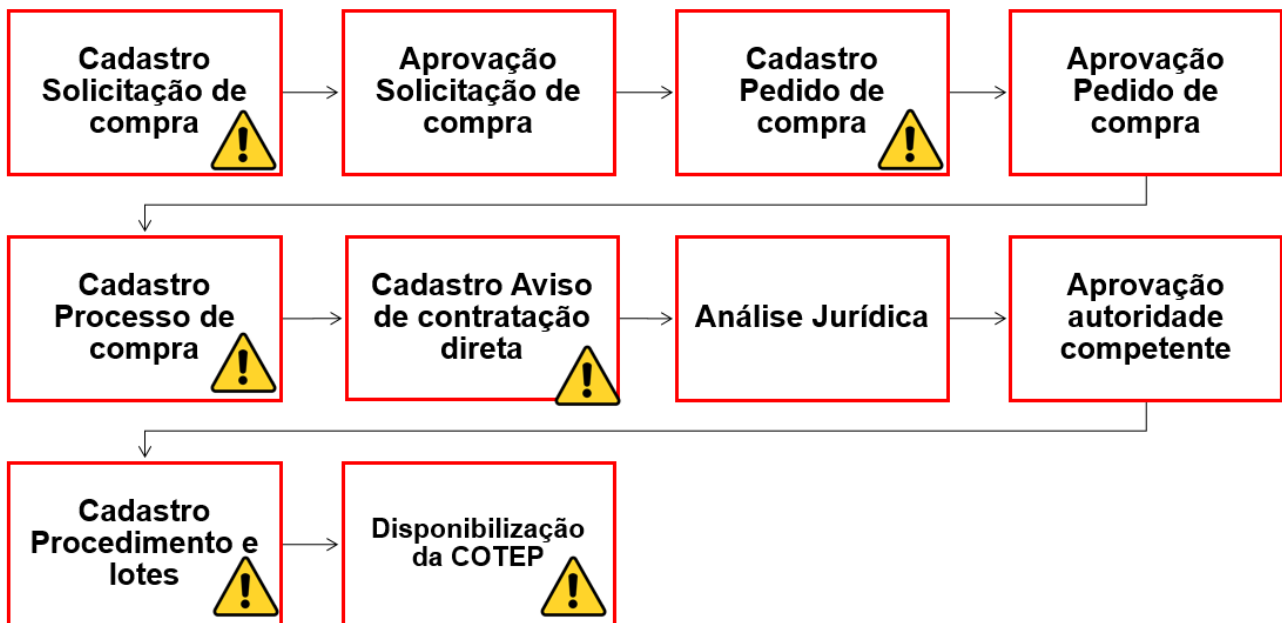 Cadastro
Solicitação de
compra
Aprovação
Solicitação de
compra
Cadastro
Pedido de
compra
Aprovação
Pedido de
compra
Cadastro
Processo de
compra
Cadastro Aviso
de contratação
direta
Análise Jurídica
Aprovação
autoridade
competente
Cadastro
Procedimento e
lotes
Disponibilização
da COTEP